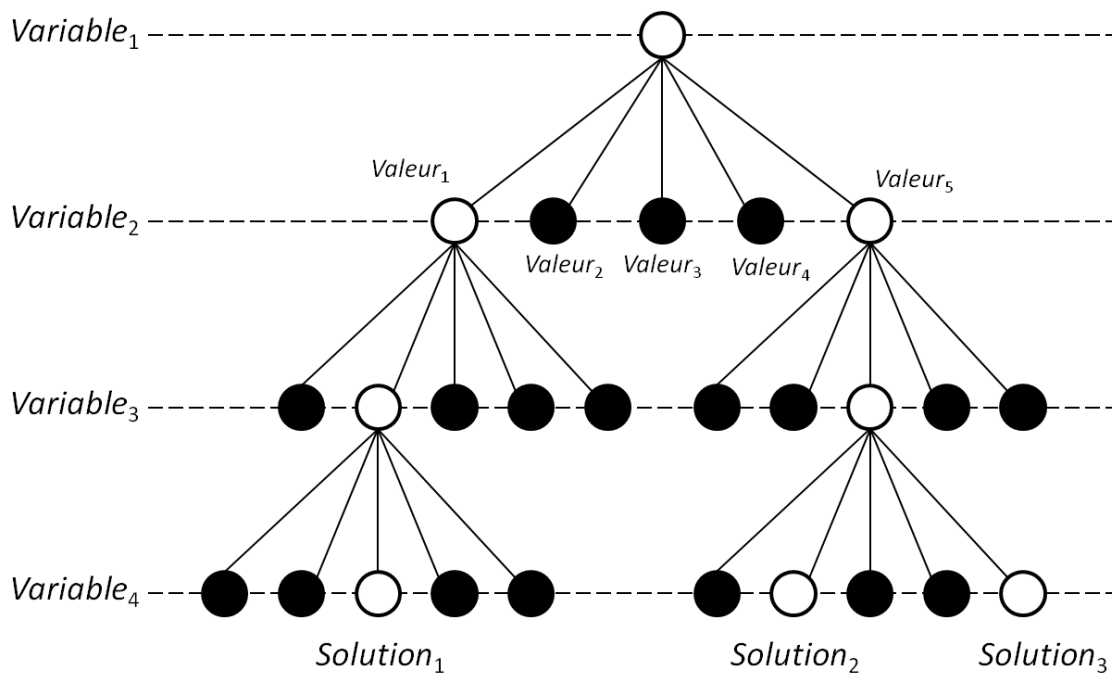 Variable₁
Valeur₁
Valeur₅
Variable₂
Valeur₂ Valeur₃ Valeur₄
Variable₃
Variable₄
Solution₁ Solution₂ Solution₃